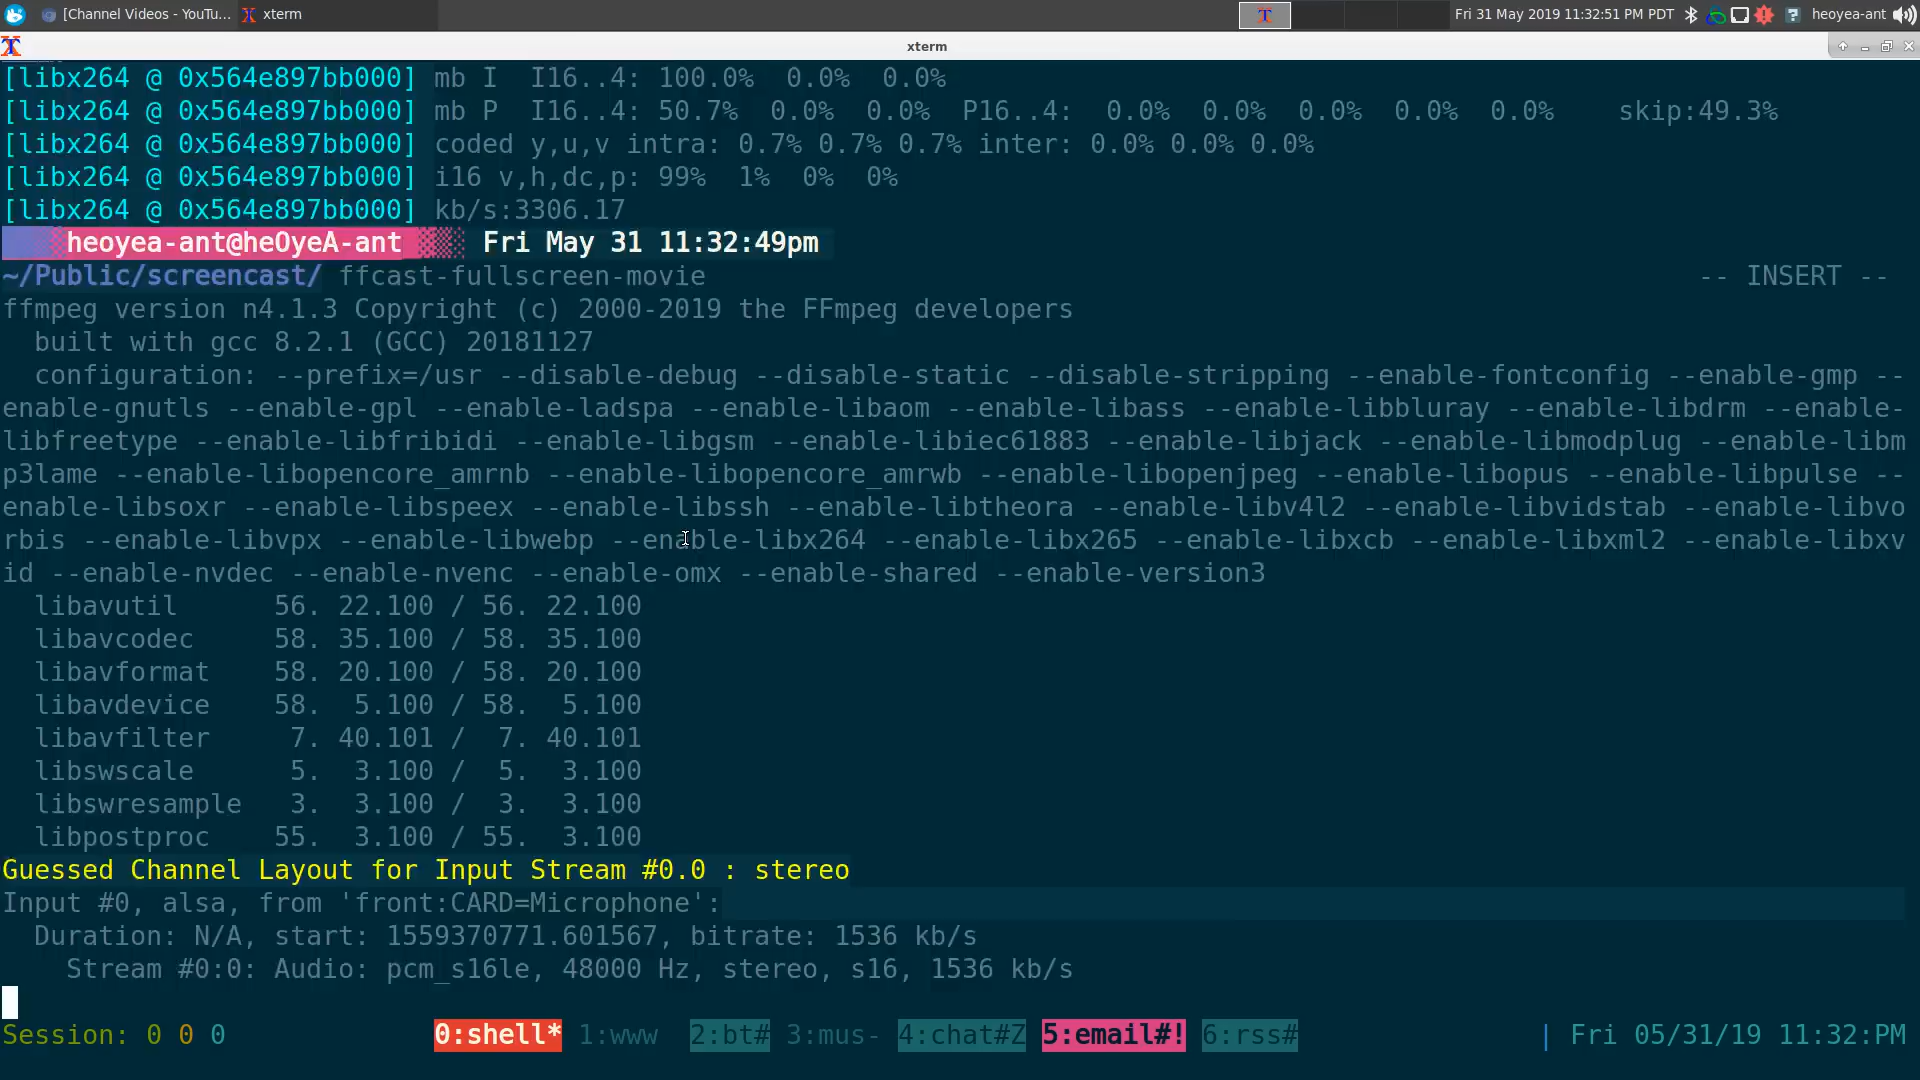 [Channel Videos - YouTu... xterm Fri 31 May 2019 11:32:51 PM PDT heoyea-ant
xterm
[libx264 @ 0x564e897bb000] mb I  I16..4: 100.0%  0.0%  0.0%
[libx264 @ 0x564e897bb000] mb P  I16..4: 50.7%  0.0%  0.0%  P16..4:  0.0%  0.0%  0.0%  0.0%  0.0%    skip:49.3%
[libx264 @ 0x564e897bb000] coded y,u,v intra: 0.7% 0.7% 0.7% inter: 0.0% 0.0% 0.0%
[libx264 @ 0x564e897bb000] i16 v,h,dc,p: 99%  1%  0%  0%
[libx264 @ 0x564e897bb000] kb/s:3306.17
heoyea-ant@heOyeA-ant Fri May 31 11:32:49pm
~/Public/screencast/ ffcast-fullscreen-movie -- INSERT --
ffmpeg version n4.1.3 Copyright (c) 2000-2019 the FFmpeg developers
  built with gcc 8.2.1 (GCC) 20181127
  configuration: --prefix=/usr --disable-debug --disable-static --disable-stripping --enable-fontconfig --enable-gmp --
enable-gnutls --enable-gpl --enable-ladspa --enable-libaom --enable-libass --enable-libbluray --enable-libdrm --enable-
libfreetype --enable-libfribidi --enable-libgsm --enable-libiec61883 --enable-libjack --enable-libmodplug --enable-libm
p3lame --enable-libopencore_amrnb --enable-libopencore_amrwb --enable-libopenjpeg --enable-libopus --enable-libpulse --
enable-libsoxr --enable-libspeex --enable-libssh --enable-libtheora --enable-libv4l2 --enable-libvidstab --enable-libvo
rbis --enable-libvpx --enable-libwebp --enable-libx264 --enable-libx265 --enable-libxcb --enable-libxml2 --enable-libxv
id --enable-nvdec --enable-nvenc --enable-omx --enable-shared --enable-version3
  libavutil      56. 22.100 / 56. 22.100
  libavcodec     58. 35.100 / 58. 35.100
  libavformat    58. 20.100 / 58. 20.100
  libavdevice    58.  5.100 / 58.  5.100
  libavfilter     7. 40.101 /  7. 40.101
  libswscale      5.  3.100 /  5.  3.100
  libswresample   3.  3.100 /  3.  3.100
  libpostproc    55.  3.100 / 55.  3.100
Guessed Channel Layout for Input Stream #0.0 : stereo
Input #0, alsa, from 'front:CARD=Microphone':
  Duration: N/A, start: 1559370771.601567, bitrate: 1536 kb/s
    Stream #0:0: Audio: pcm_s16le, 48000 Hz, stereo, s16, 1536 kb/s
Session: 0 0 0 0:shell* 1:www 2:bt# 3:mus- 4:chat#Z 5:email#! 6:rss# | Fri 05/31/19 11:32:PM